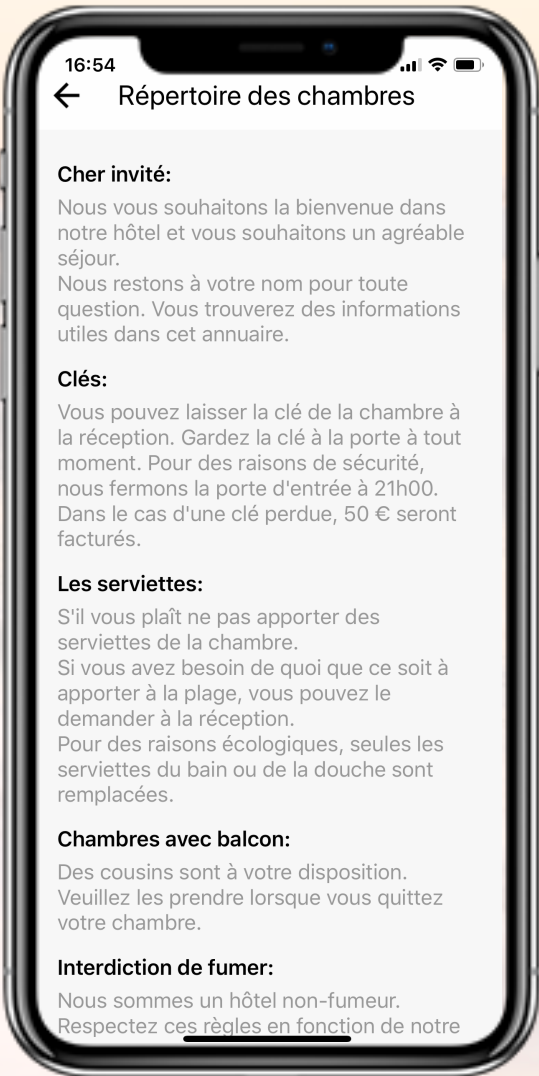 16:54
Répertoire des chambres
Cher invité:
Nous vous souhaitons la bienvenue dans
notre hôtel et vous souhaitons un agréable
séjour.
Nous restons à votre nom pour toute
question. Vous trouverez des informations
utiles dans cet annuaire.
Clés:
Vous pouvez laisser la clé de la chambre à
la réception. Gardez la clé à la porte à tout
moment. Pour des raisons de sécurité,
nous fermons la porte d'entrée à 21h00.
Dans le cas d'une clé perdue, 50 € seront
facturés.
Les serviettes:
S'il vous plaît ne pas apporter des
serviettes de la chambre.
Si vous avez besoin de quoi que ce soit à
apporter à la plage, vous pouvez le
demander à la réception.
Pour des raisons écologiques, seules les
serviettes du bain ou de la douche sont
remplacées.
Chambres avec balcon:
Des cousins sont à votre disposition.
Veuillez les prendre lorsque vous quittez
votre chambre.
Interdiction de fumer:
Nous sommes un hôtel non-fumeur.
Respectez ces règles en fonction de notre